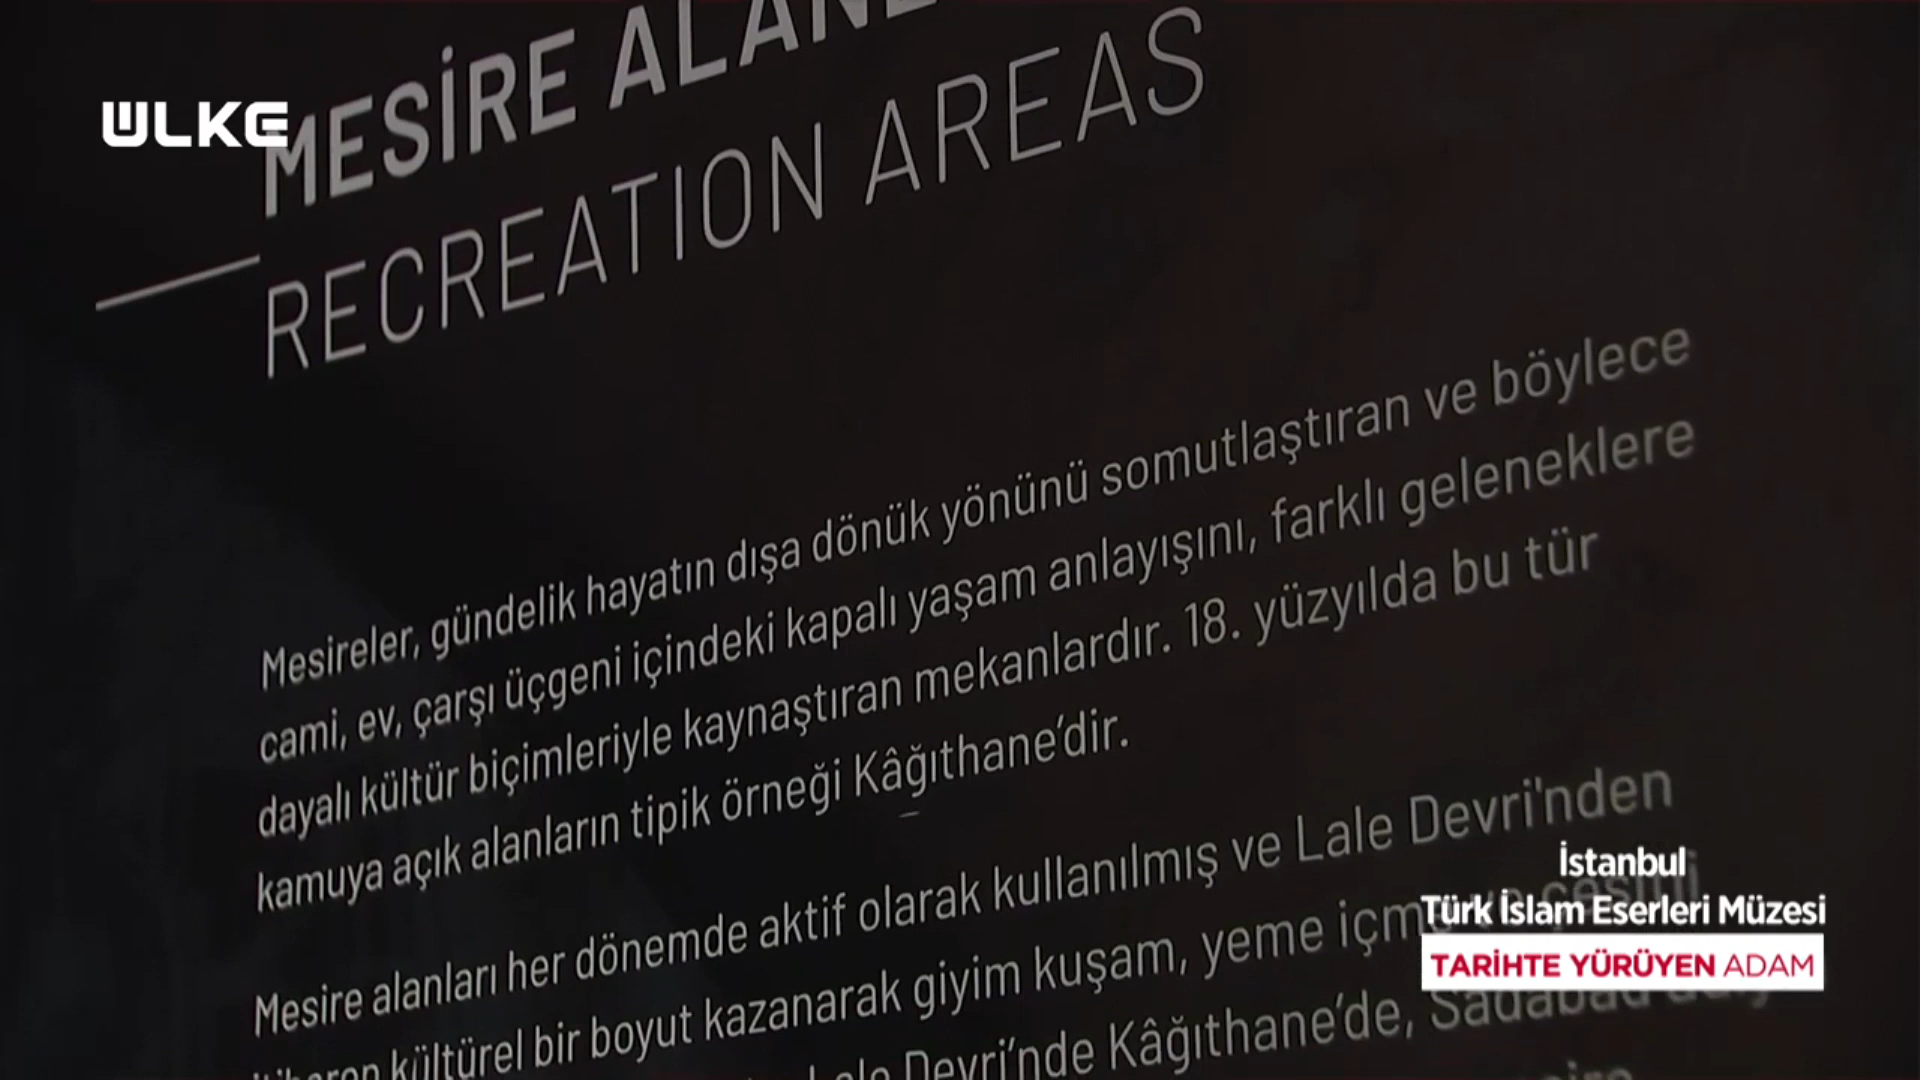 ÜLKE
MESİRE
RECREATION AREAS
Mesireler, gündelik hayatın dışa dönük yönünü somutlaştıran ve böylece
cami, ev, çarşı üçgeni içindeki kapalı yaşam anlayışını, farklı geleneklere
dayalı kültür biçimleriyle kaynaştıran mekanlardır. 18. yüzyılda bu tür
kamuya açık alanların tipik örneği Kâğıthane’dir.
Mesire alanları her dönemde aktif olarak kullanılmış ve Lale Devri'nden
kültürel bir boyut kazanarak giyim kuşam, yeme
Lale Devri’nde Kâğıthane’de, Sadabad
İstanbul
Türk İslam Eserleri Müzesi
TARİHTE YÜRÜYEN ADAM